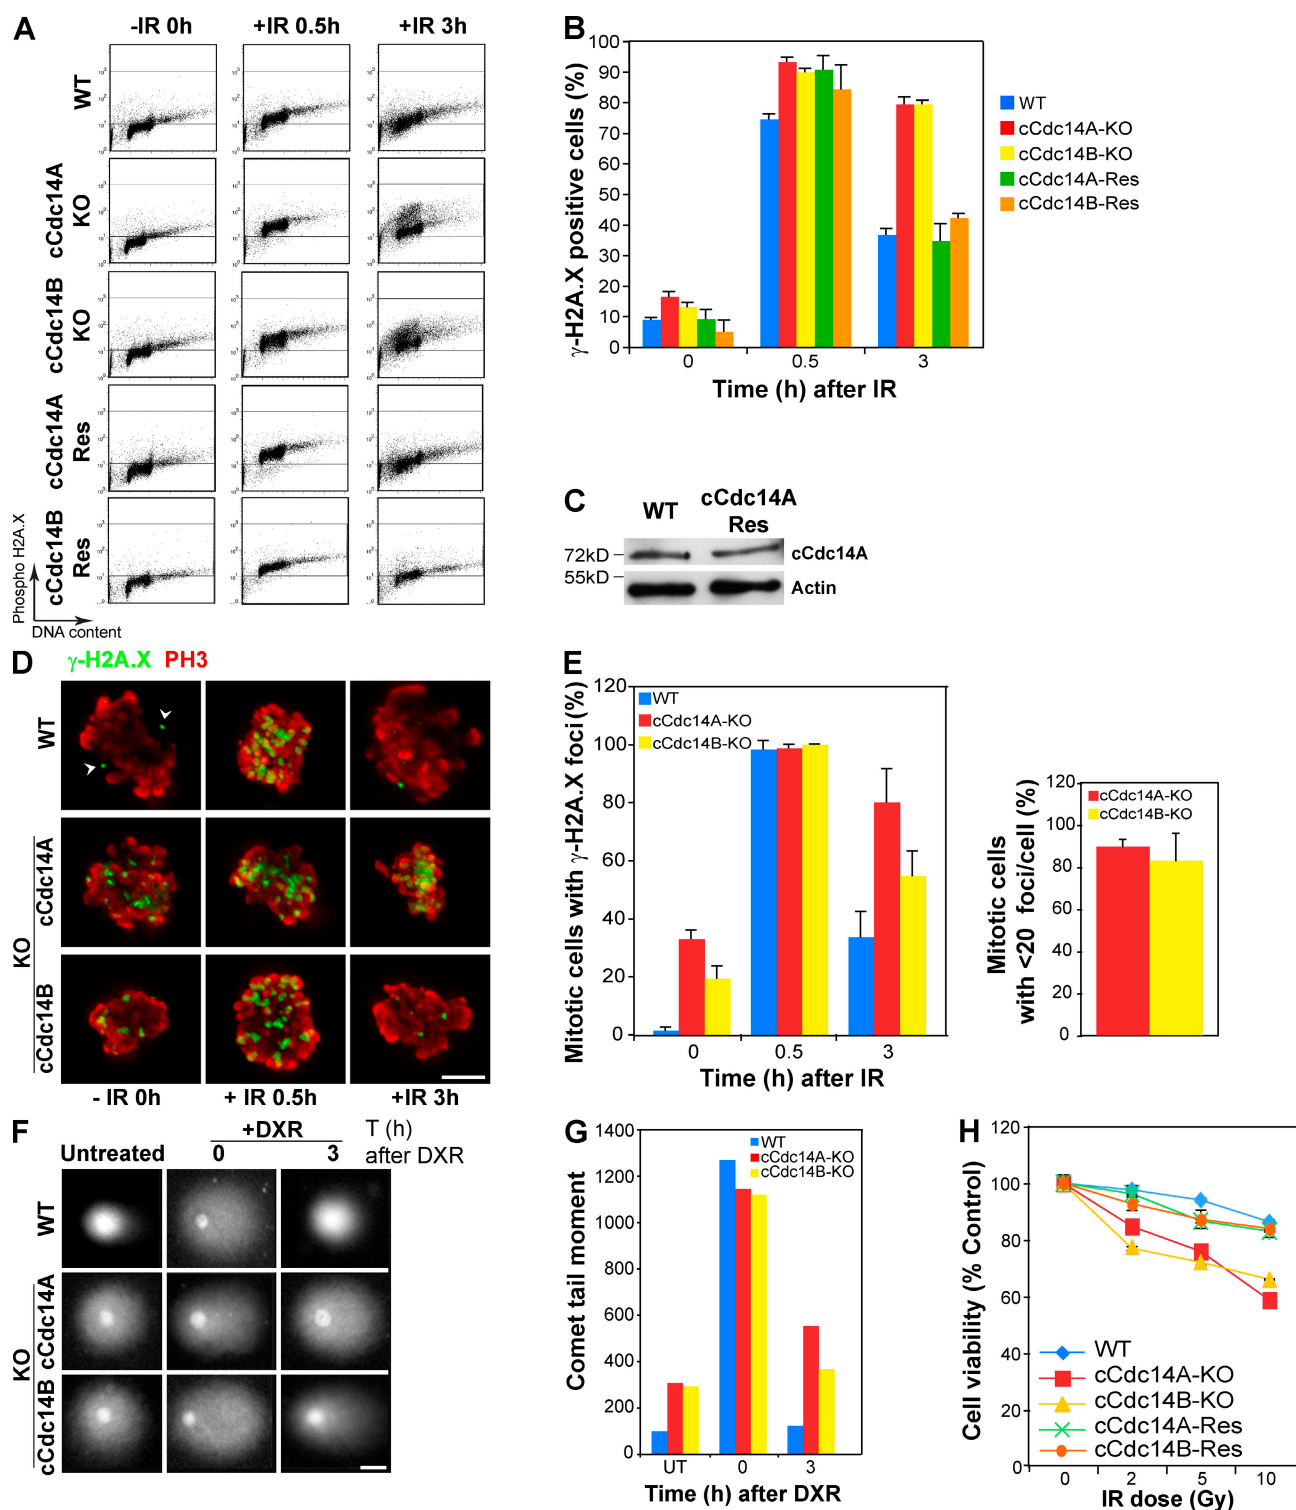 A
-IR 0h +IR 0.5h +IR 3h
WT
cCdc14A
KO
cCdc14B
KO
cCdc14A
Res
cCdc14B
Res
Phospho H2A.X
DNA content
B
γ-H2A.X positive cells (%)
100
90
80
70
60
50
40
30
20
10
0
0 0.5 3
Time (h) after IR
WT
cCdc14A-KO
cCdc14B-KO
cCdc14A-Res
cCdc14B-Res
C
WT cCdc14A
Res
72kD
55kD
cCdc14A
Actin
D
γ-H2A.X PH3
WT
KO
cCdc14A
cCdc14B
- IR 0h + IR 0.5h +IR 3h
E
Mitotic cells with γ-H2A.X foci (%)
120
100
80
60
40
20
0
WT
cCdc14A-KO
cCdc14B-KO
0 0.5 3
Time (h) after IR
Mitotic cells
with <20 foci/cell (%)
120
100
80
60
40
20
0
cCdc14A-KO
cCdc14B-KO
F
+DXR T (h)
Untreated 0 3 after DXR
WT
KO
cCdc14A
cCdc14B
G
Comet tail moment
1400
1200
1000
800
600
400
200
0
WT
cCdc14A-KO
cCdc14B-KO
UT 0 3
Time (h) after DXR
H
Cell viability (% Control)
120
100
80
60
40
20
0
WT
cCdc14A-KO
cCdc14B-KO
cCdc14A-Res
cCdc14B-Res
0 2 5 10
IR dose (Gy)